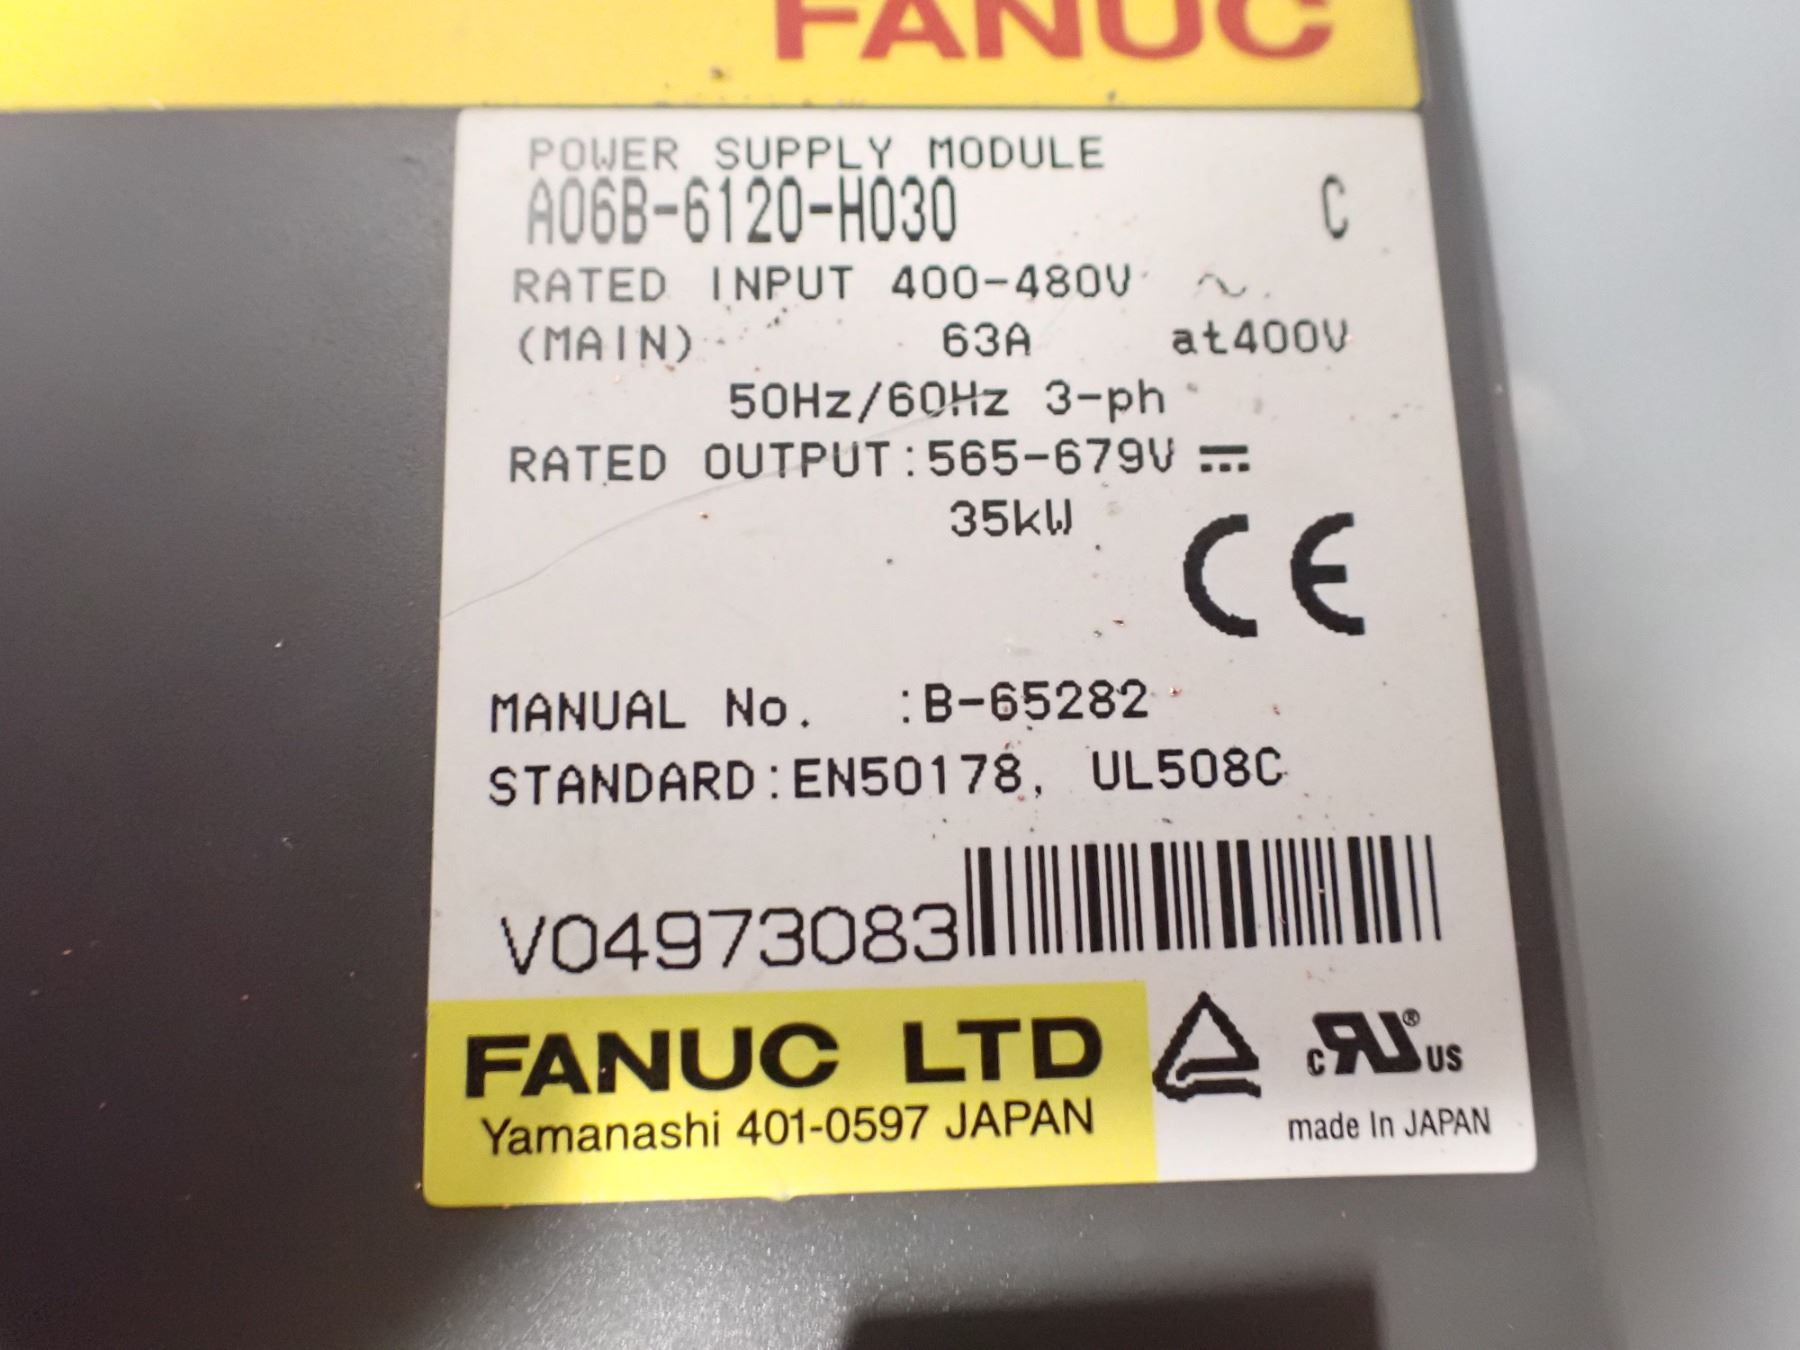 FANUC
POWER SUPPLY MODULE
A06B-6120-H030 C
RATED INPUT 400-480V ~
(MAIN) 63A at400V
50Hz/60Hz 3-ph
RATED OUTPUT:565-679V ⎓
35kW
CE
MANUAL No. :B-65282
STANDARD:EN50178, UL508C
V04973083
FANUC LTD
Yamanashi 401-0597 JAPAN
c RU ® US
made In JAPAN